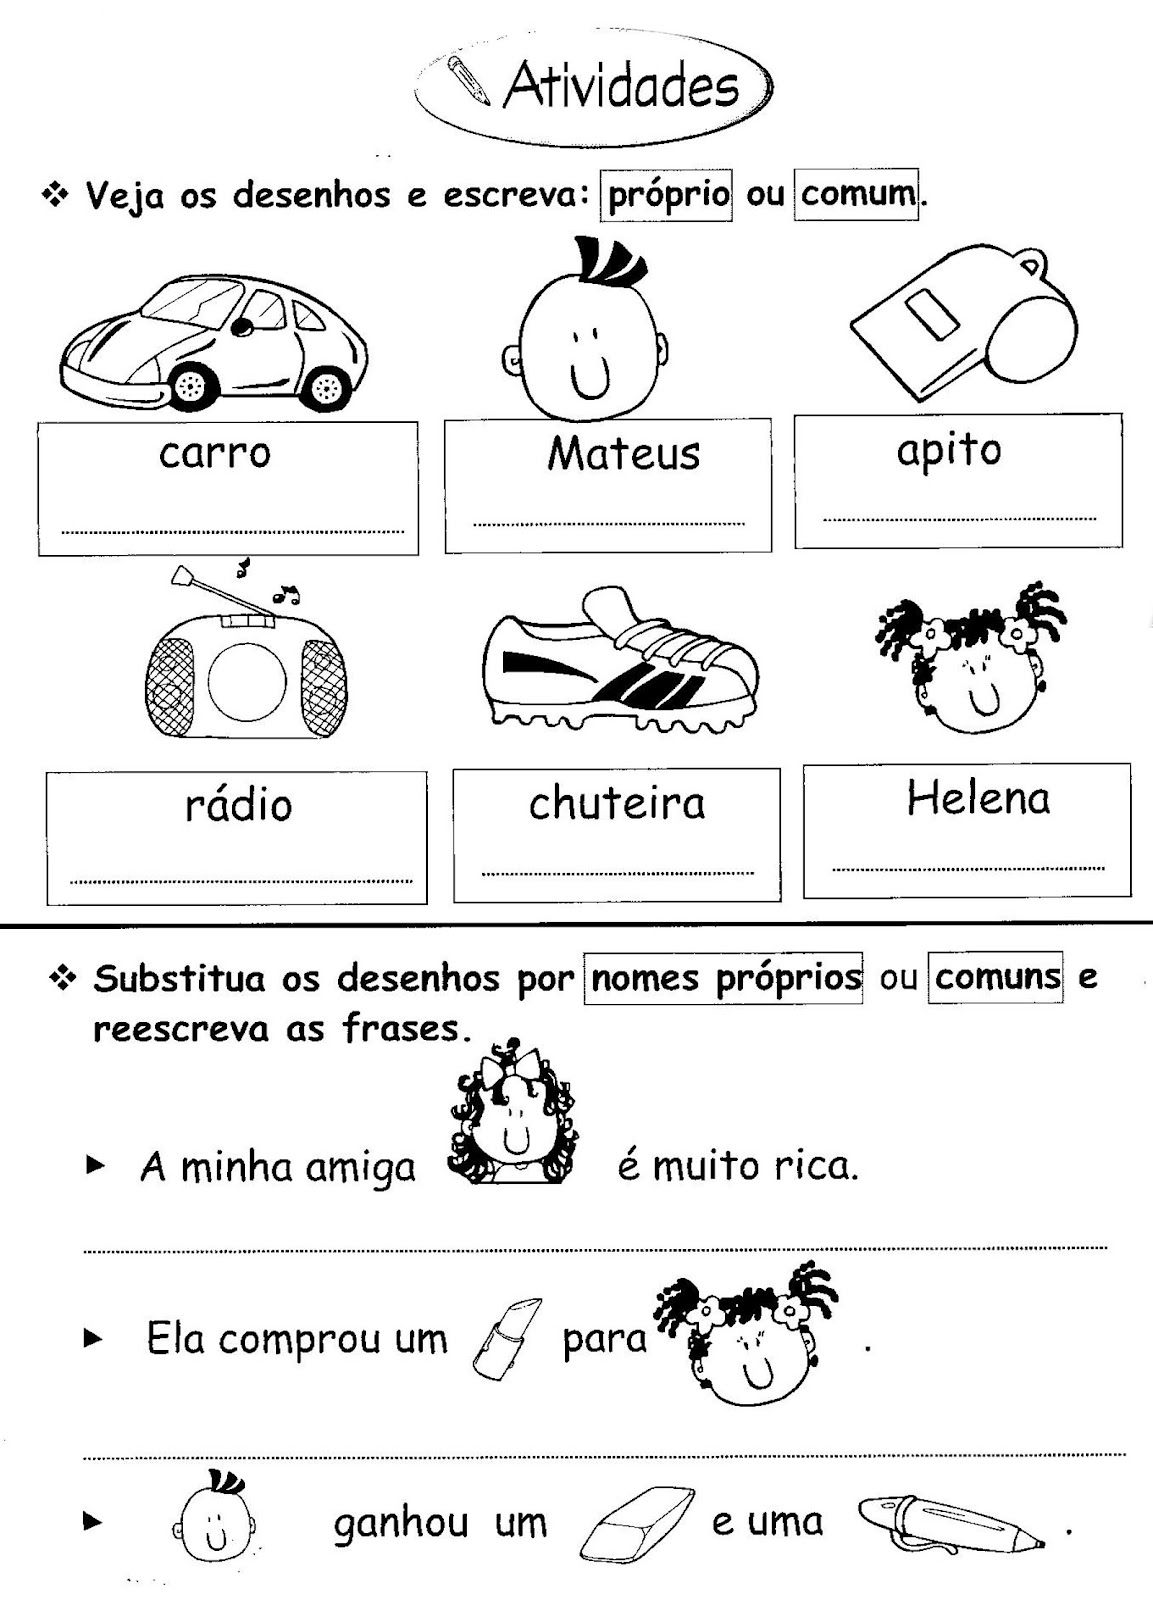 Atividades
❖ Veja os desenhos e escreva: próprio ou comum.
carro
Mateus
apito
rádio
chuteira
Helena
❖ Substitua os desenhos por nomes próprios ou comuns e
reescreva as frases.
► A minha amiga é muito rica.
► Ela comprou um para .
► ganhou um e uma .